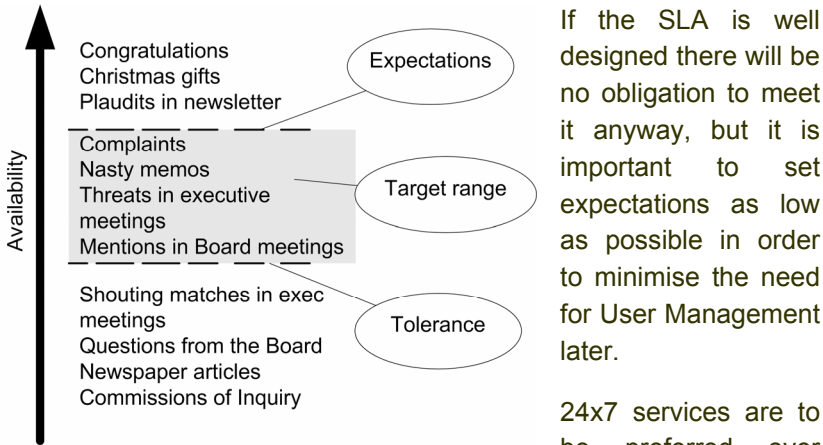 Availability
Congratulations
Christmas gifts
Plaudits in newsletter
Expectations
Complaints
Nasty memos
Threats in executive
meetings
Mentions in Board meetings
Target range
Shouting matches in exec
meetings
Questions from the Board
Newspaper articles
Commissions of Inquiry
Tolerance
If the SLA is well
designed there will be
no obligation to meet
it anyway, but it is
important to set
expectations as low
as possible in order
to minimise the need
for User Management
later.
24x7 services are to
be preferred over